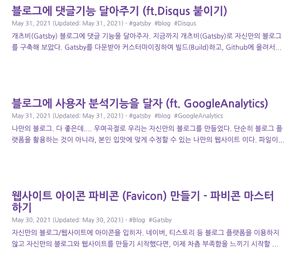 블로그에 댓글기능 달아주기 (ft.Disqus 붙이기)
May 31, 2021 (Updated: May 31, 2021) · #gatsby #blog #Disqus
개츠비(Gatsby) 블로그에 댓글 기능을 달아주자. 지금까지 개츠비(Gatsby)로 자신만의 블로그
를 구축해 보았다. Gatsby를 다운받아 커스터마이징하여 빌드(Build)하고, Github에 올려서...
블로그에 사용자 분석기능을 달자 (ft. GoogleAnalytics)
May 31, 2021 (Updated: May 31, 2021) · #gatsby #blog #GoogleAnalytics
나만의 블로그. 다 좋은데.... 우여곡절로 우리는 자신만의 블로그를 만들었다. 단순히 블로그 플
랫폼을 활용하는 것이 아니라, 본인 입맛에 맞게 수정할 수 있는 나만의 웹사이트 이다. 파일이...
웹사이트 아이콘 파비콘 (Favicon) 만들기 - 파비콘 마스터
하기
May 30, 2021 (Updated: May 30, 2021) · #Blog #Gatsby
자신만의 블로그/웹사이트에 아이콘을 입히자. 네이버, 티스토리 등 블로그 플랫폼을 이용하지
않고 자신만의 블로그와 웹사이트를 만들기 시작했다면, 이제 차츰 부족함을 느끼기 시작할 ...